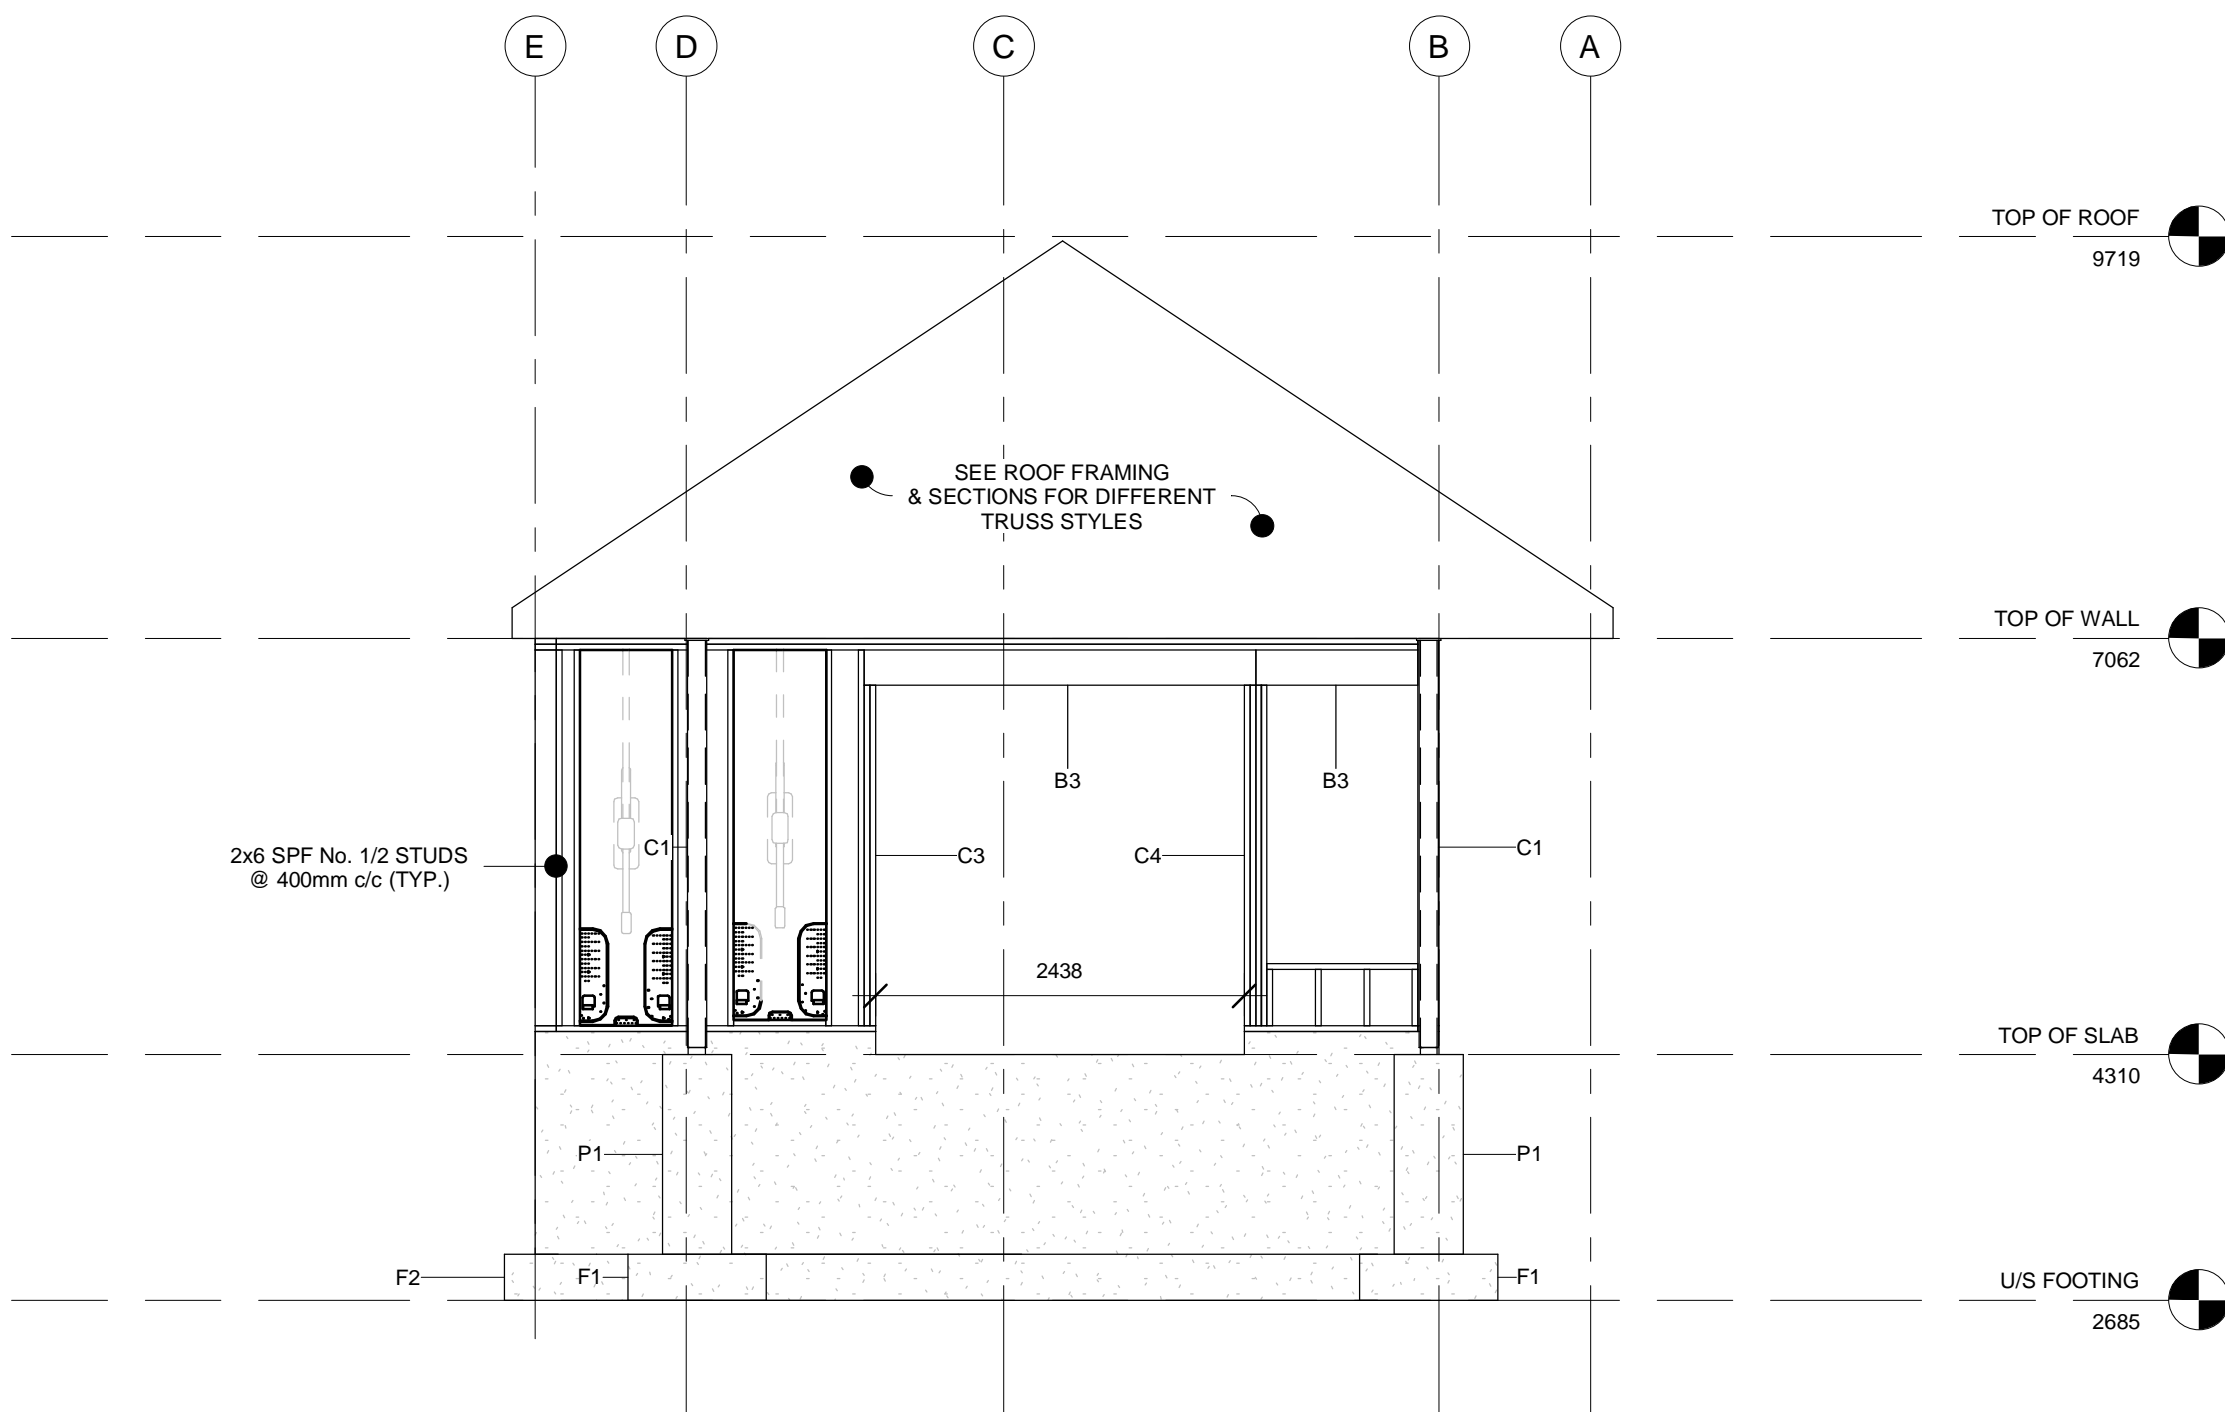 E D C B A
TOP OF ROOF
9719
SEE ROOF FRAMING
& SECTIONS FOR DIFFERENT
TRUSS STYLES
TOP OF WALL
7062
B3 B3
2x6 SPF No. 1/2 STUDS
@ 400mm c/c (TYP.)
C1 C3 C4 C1
2438
TOP OF SLAB
4310
P1 P1
F2 F1 F1
U/S FOOTING
2685